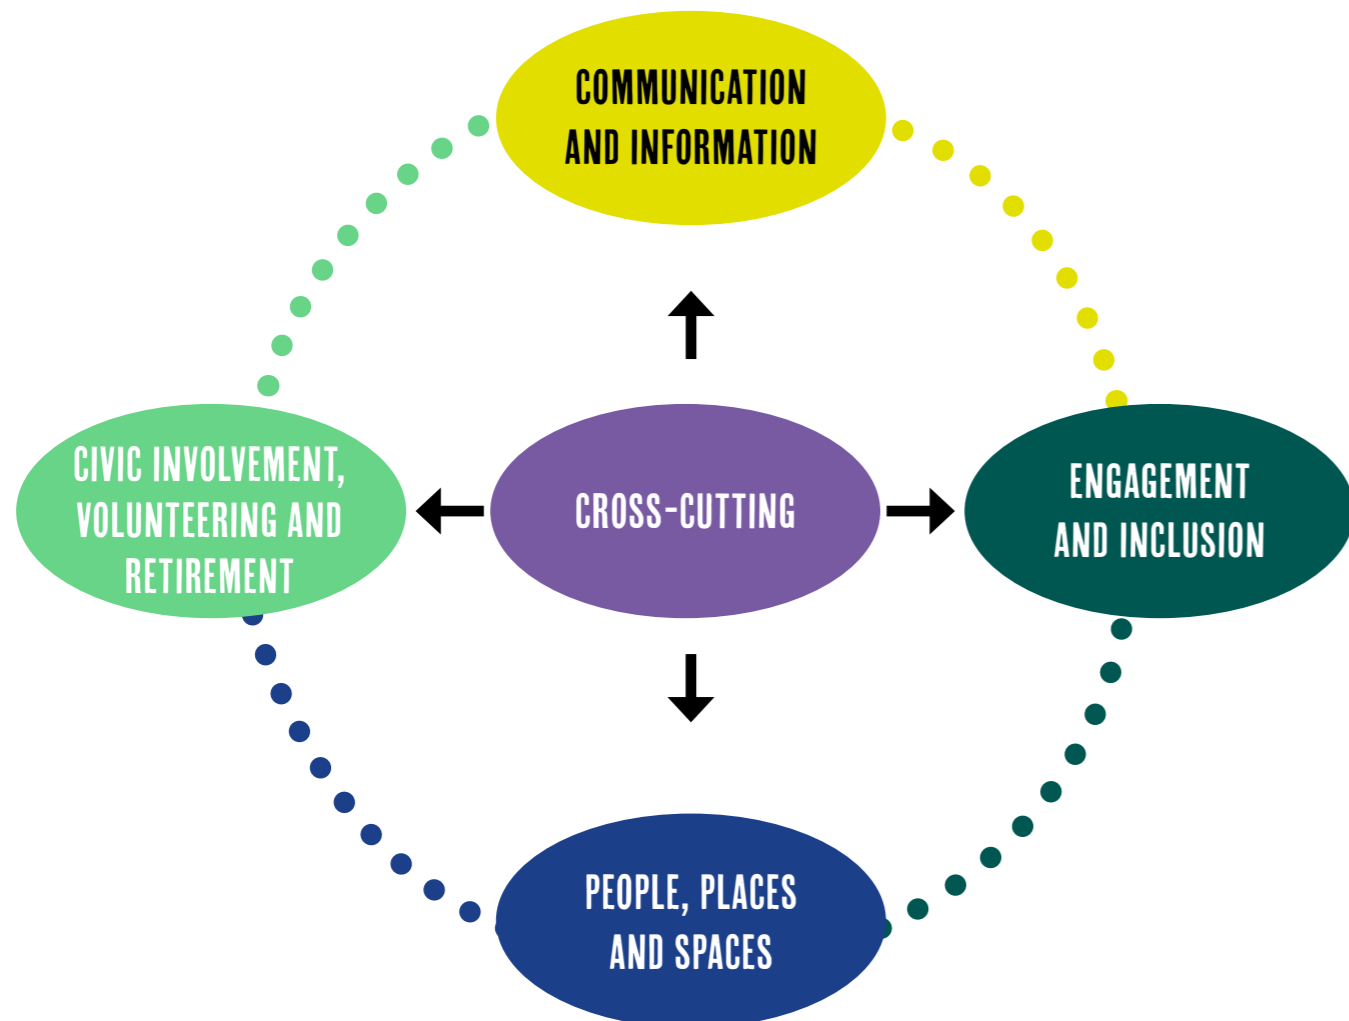 COMMUNICATION
AND INFORMATION
CIVIC INVOLVEMENT,
VOLUNTEERING AND
RETIREMENT
CROSS-CUTTING
ENGAGEMENT
AND INCLUSION
PEOPLE, PLACES
AND SPACES